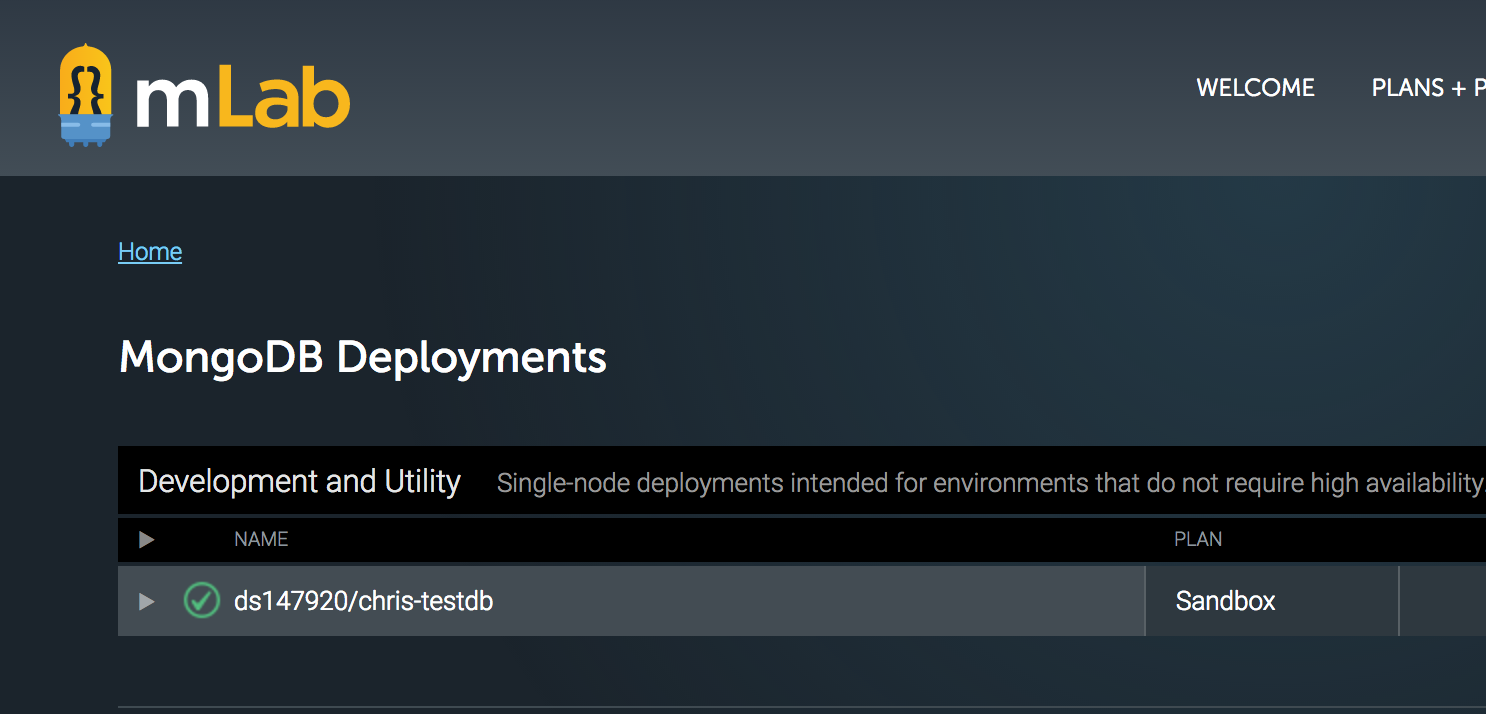 mLab
WELCOME PLANS + P
Home
MongoDB Deployments
Development and Utility Single-node deployments intended for environments that do not require high availability.
NAME PLAN
ds147920/chris-testdb Sandbox